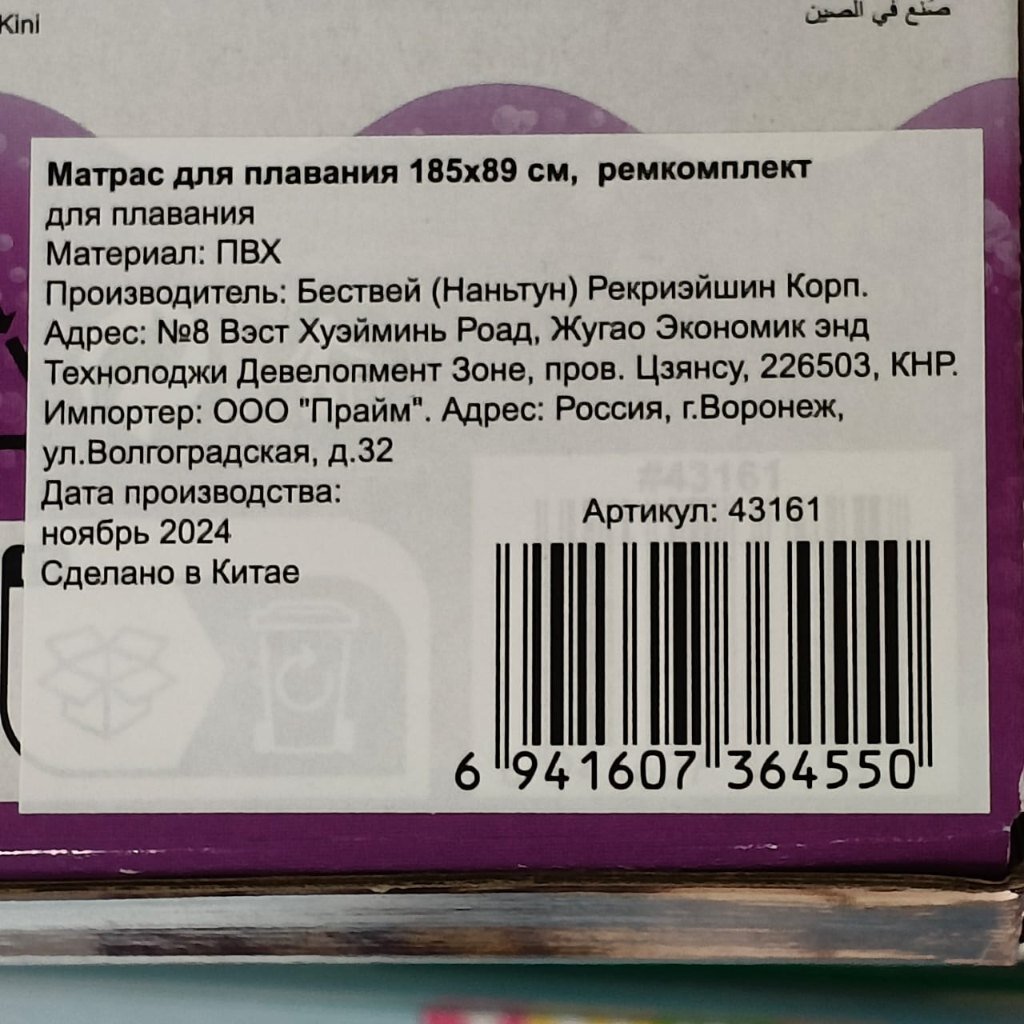 Kini
صنع في الصين
Матрас для плавания 185х89 см, ремкомплект
для плавания
Материал: ПВХ
Производитель: Бествей (Наньтун) Рекриэйшин Корп.
Адрес: №8 Вэст Хуэйминь Роад, Жугао Экономик энд
Технолоджи Девелопмент Зоне, пров. Цзянсу, 226503, КНР.
Импортер: ООО "Прайм". Адрес: Россия, г.Воронеж,
ул.Волгоградская, д.32
Дата производства:
ноябрь 2024
Сделано в Китае
#43161
Артикул: 43161
6 941607 364550